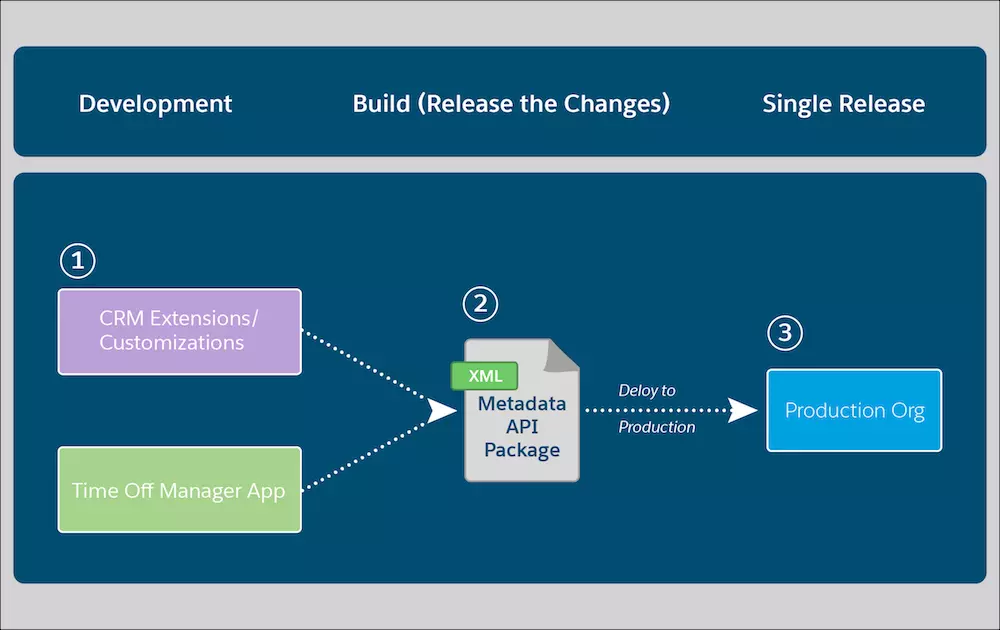 Development
Build (Release the Changes)
Single Release
1
CRM Extensions/
Customizations
Time Off Manager App
2
XML
Metadata
API
Package
Deloy to
Production
3
Production Org